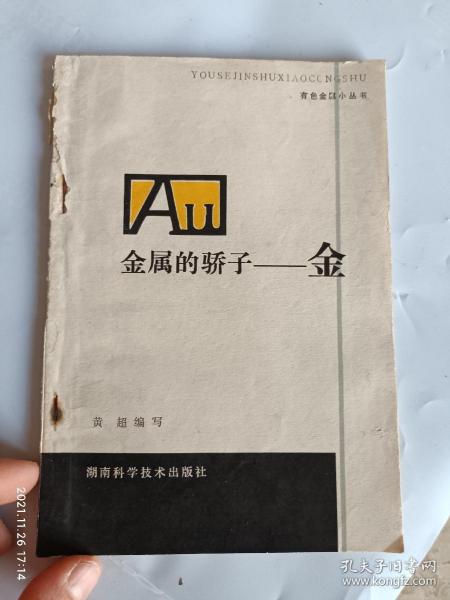 YOUSEJINSHUXIAOCONGSHU
有色金属小丛书
Au
金属的骄子——金
黄 超编写
湖南科学技术出版社
2021.11.26 17:14
孔夫子旧书网
www.kongfz.com